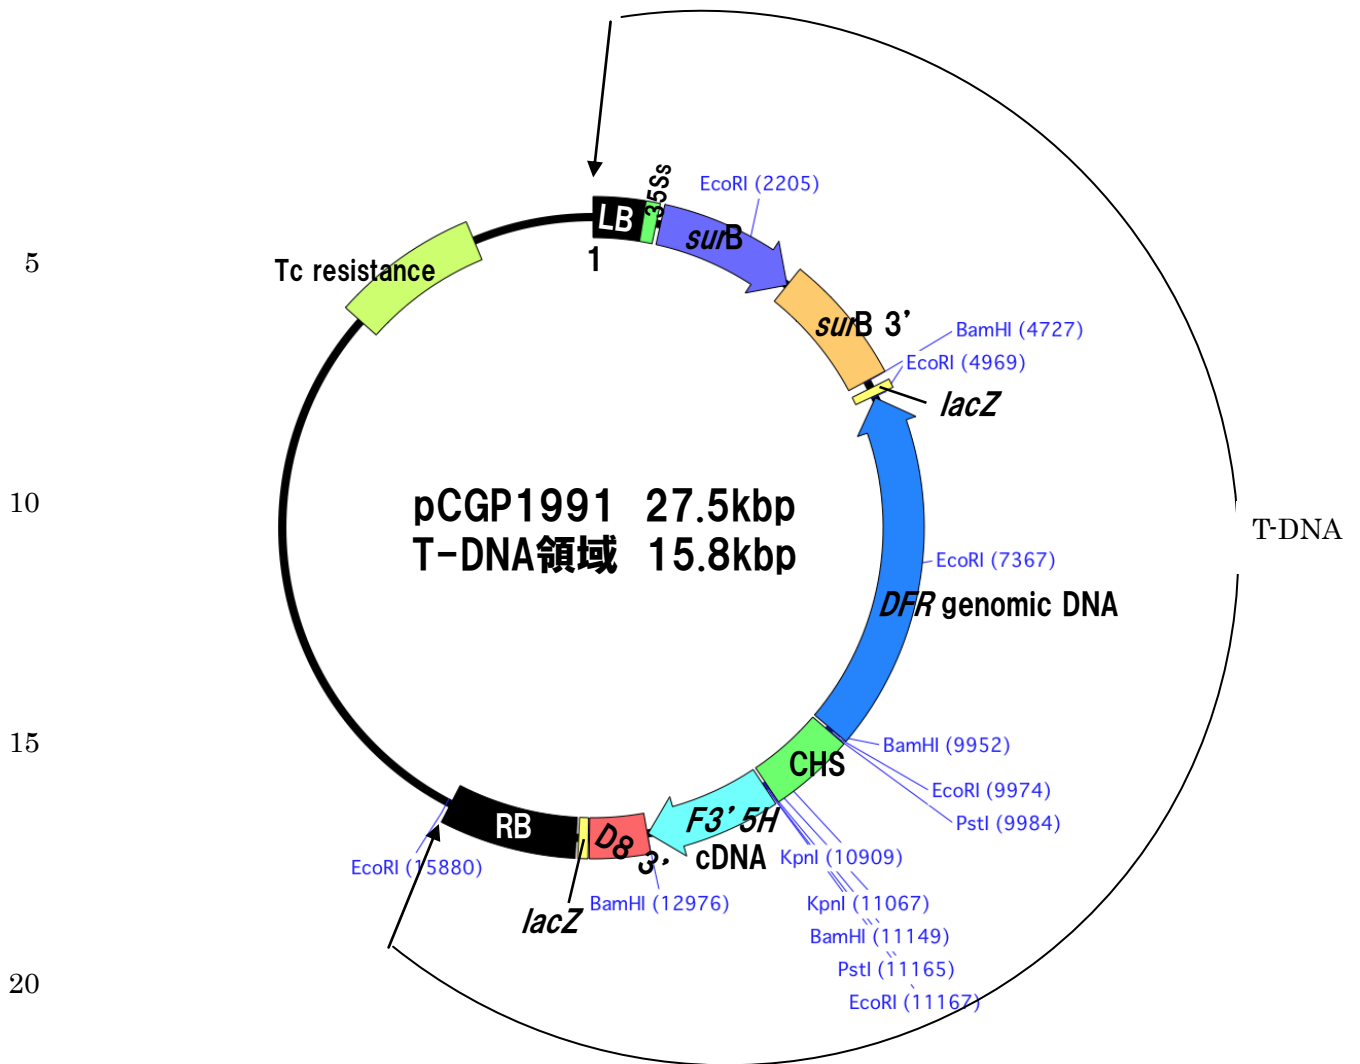 35Ss
EcoRI (2205)
LB
surB
5
1
Tc resistance
surB 3'
BamHI (4727)
EcoRI (4969)
lacZ
10
pCGP1991 27.5kbp
T-DNA領域 15.8kbp
T-DNA
EcoRI (7367)
DFR genomic DNA
15
BamHI (9952)
CHS
EcoRI (9974)
PstI (9984)
RB
D8 3'
F3'5H
cDNA
KpnI (10909)
EcoRI (15880)
BamHI (12976)
KpnI (11067)
lacZ
BamHI (11149)
PstI (11165)
20
EcoRI (11167)